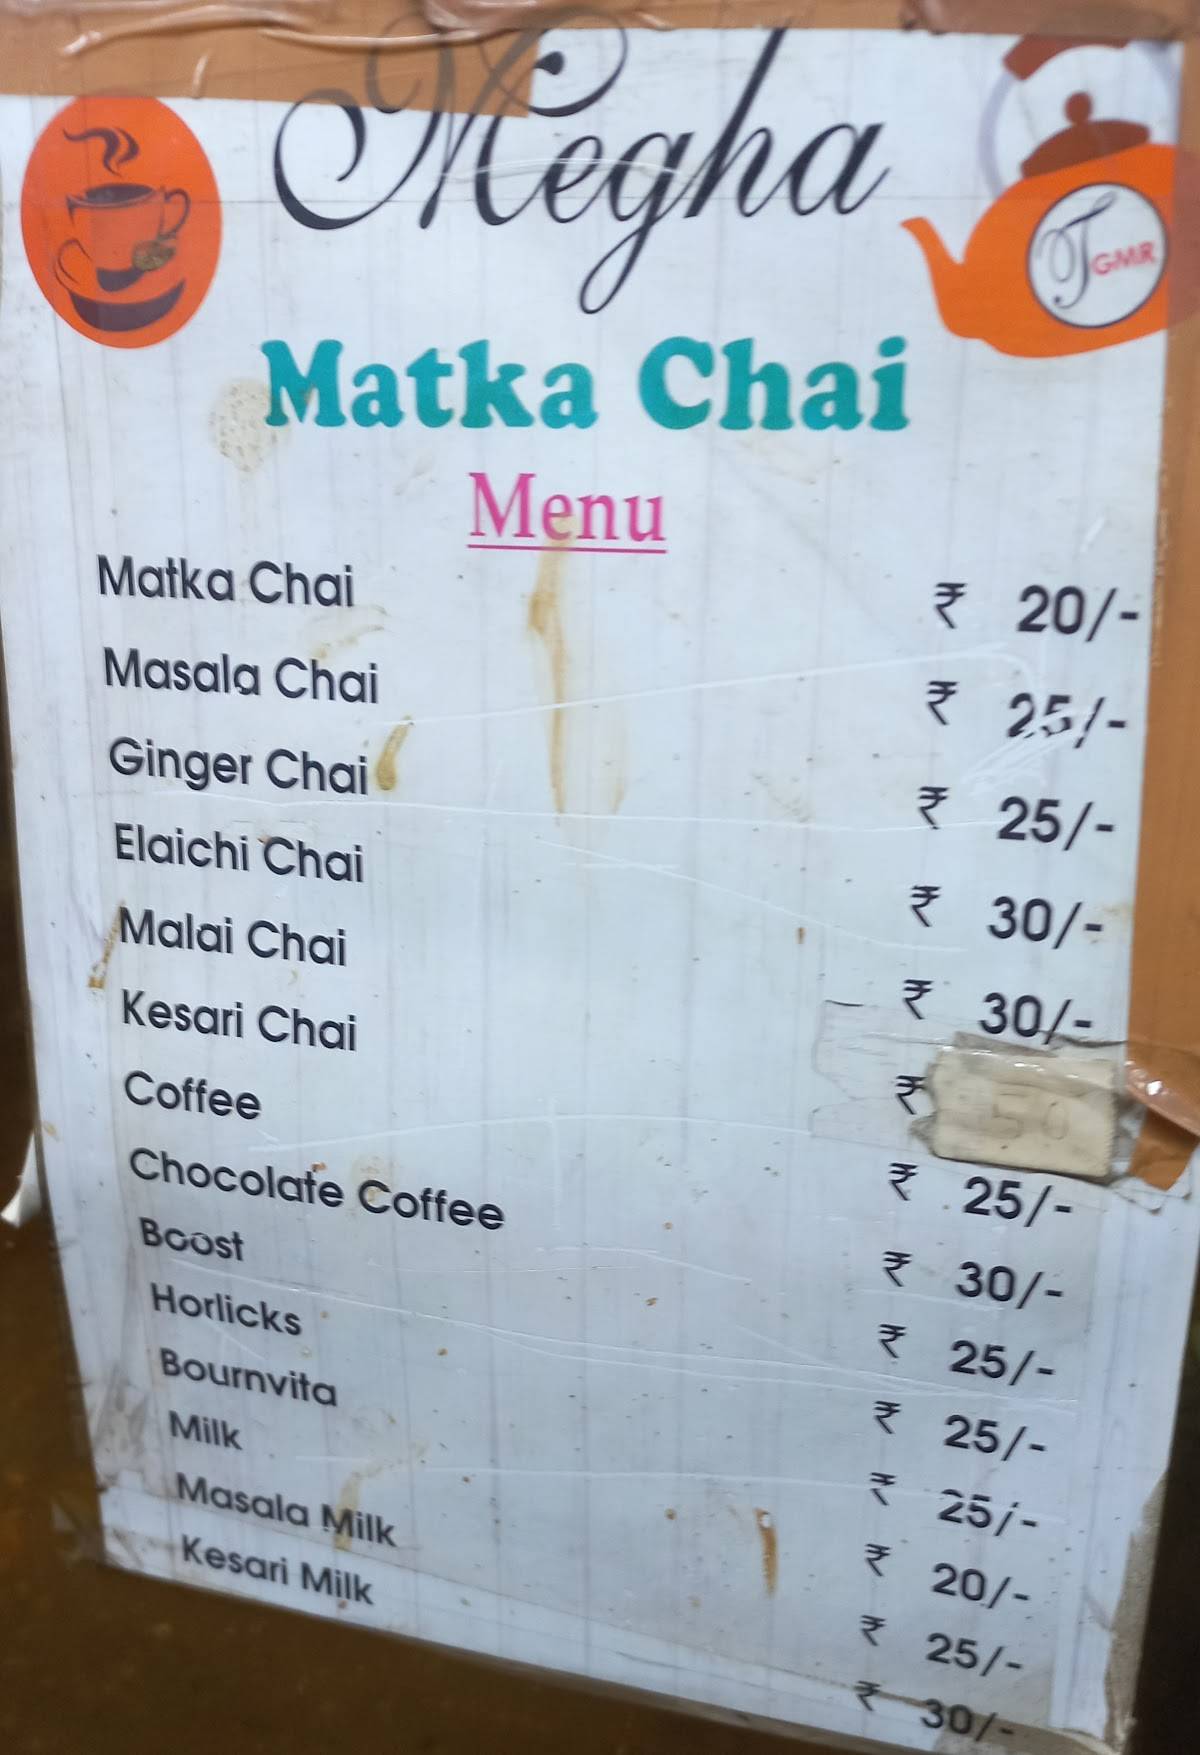 Megha
T GMR
Matka Chai
Menu
Matka Chai ₹ 20/-
Masala Chai ₹ 25/-
Ginger Chai ₹ 25/-
Elaichi Chai ₹ 30/-
Malai Chai ₹ 30/-
Kesari Chai ₹ 50
Coffee ₹ 25/-
Chocolate Coffee ₹ 30/-
Boost ₹ 25/-
Horlicks ₹ 25/-
Bournvita ₹ 25/-
Milk ₹ 20/-
Masala Milk ₹ 25/-
Kesari Milk ₹ 30/-